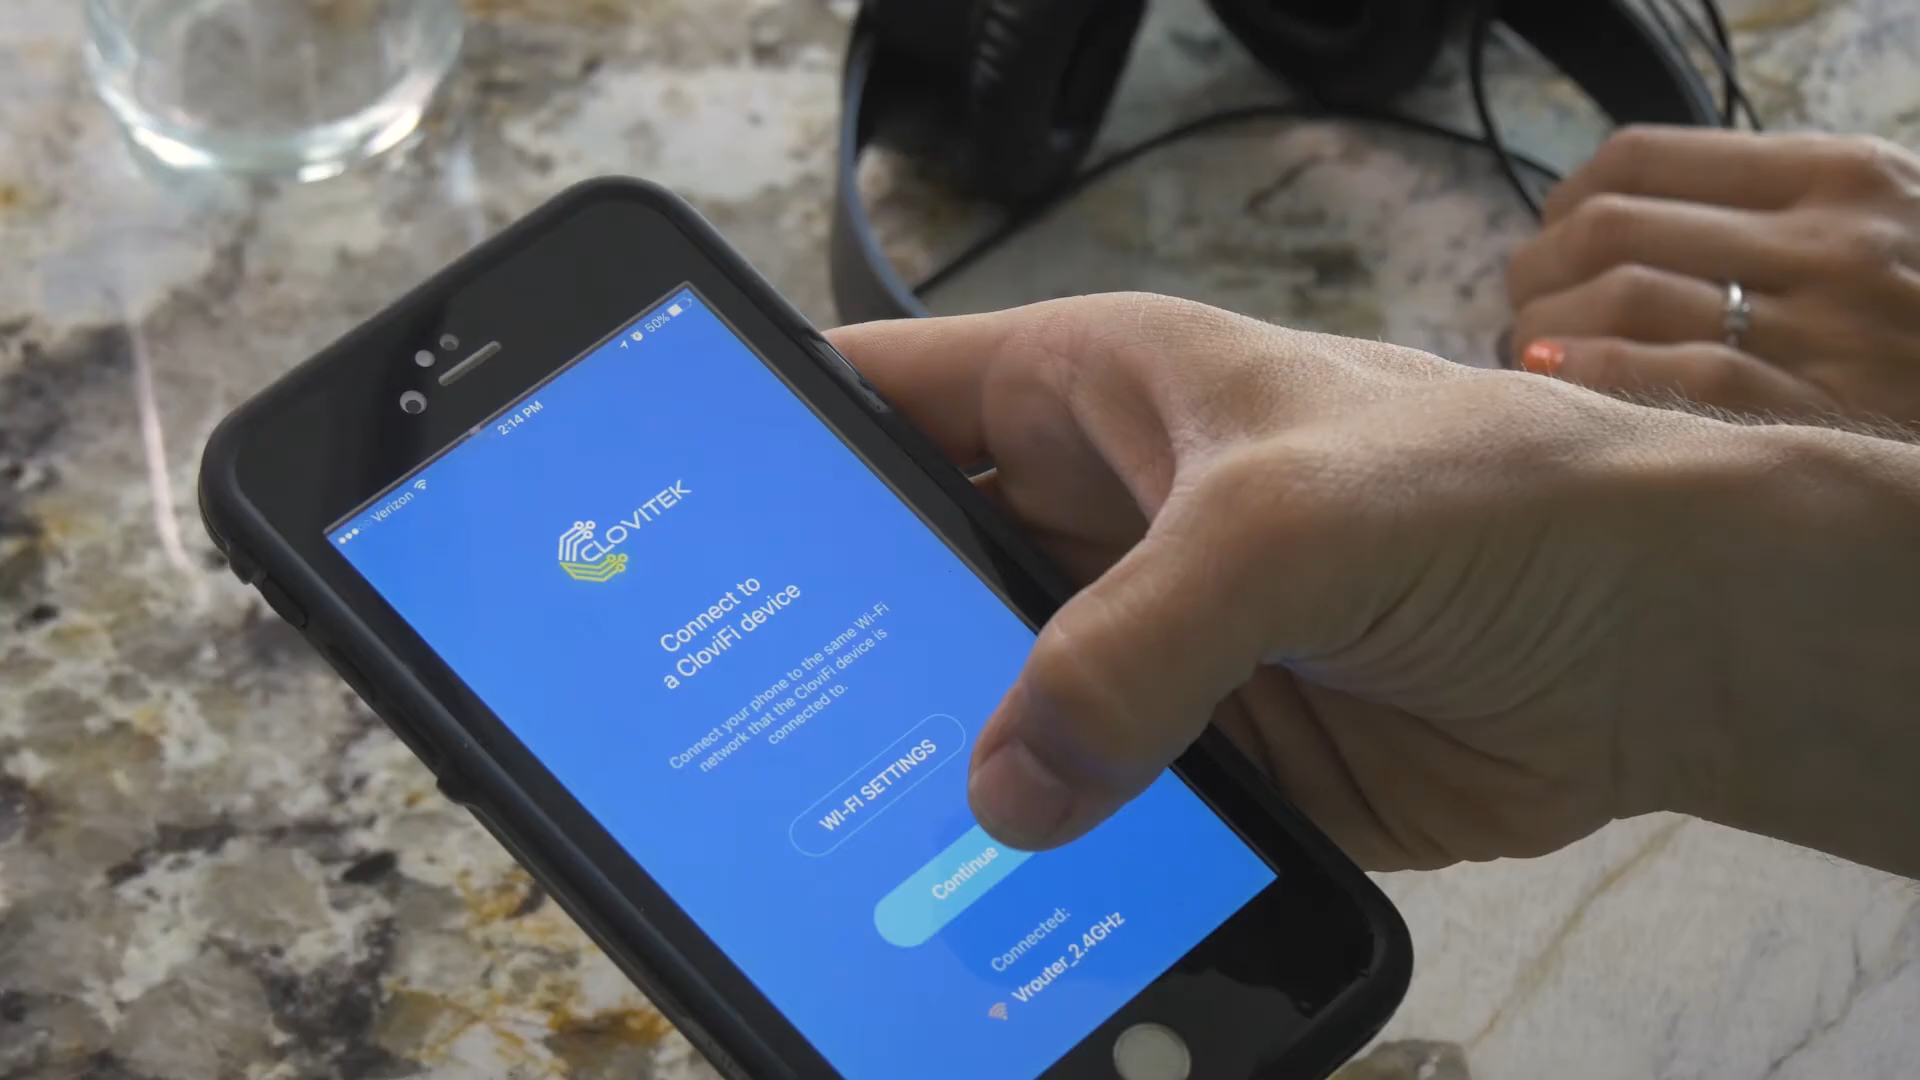 Verizon
2:14 PM
50%
CLOVITEK
Connect to
a CloviFi device
Connect your phone to the same Wi-Fi
network that the CloviFi device is
connected to.
WI-FI SETTINGS
Continue
Connected:
Vrouter_2.4GHz